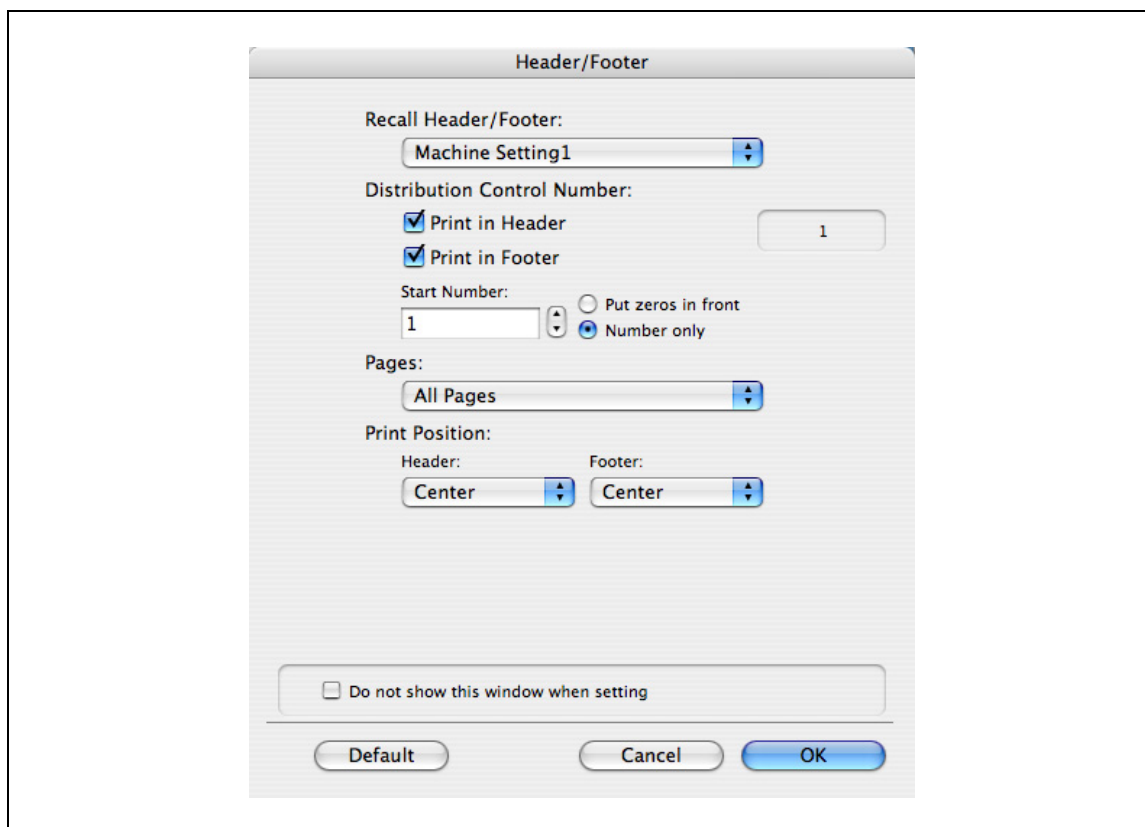 Header/Footer
Recall Header/Footer:
Machine Setting1
Distribution Control Number:
Print in Header
1
Print in Footer
Start Number:
1
Put zeros in front
Number only
Pages:
All Pages
Print Position:
Header: Footer:
Center Center
Do not show this window when setting
Default Cancel OK